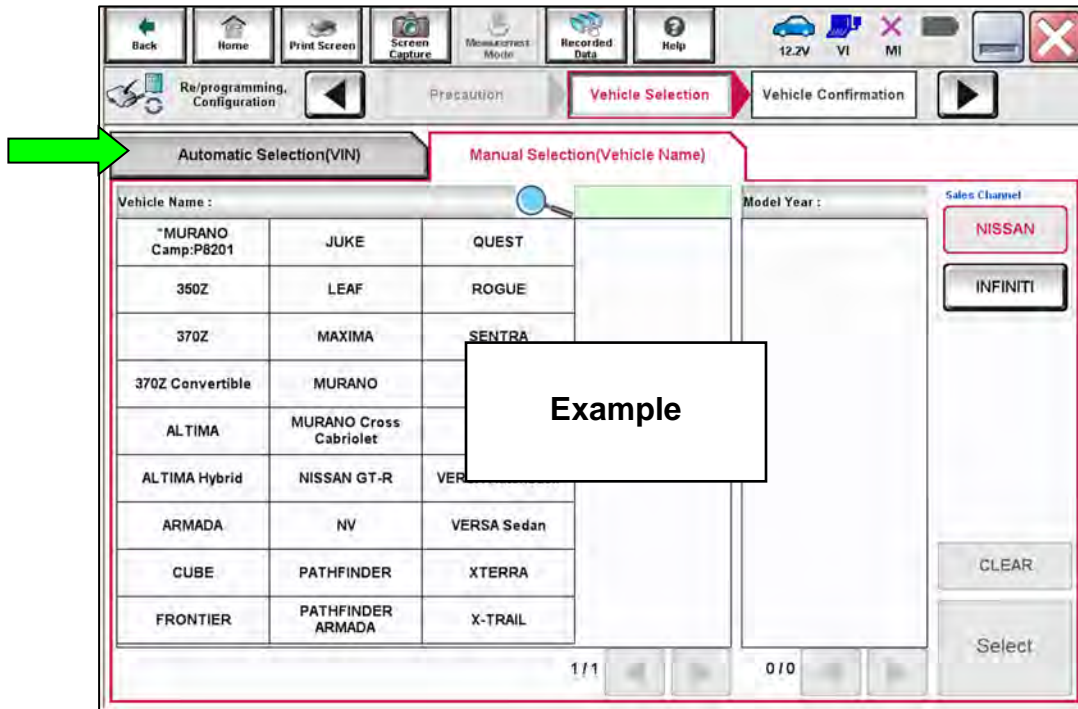 Back
Home
Print Screen
Screen
Capture
Measurement
Mode
Recorded
Data
Help
12.2V
VI
MI
Re/programming,
Configuration
Precaution
Vehicle Selection
Vehicle Confirmation
Automatic Selection(VIN)
Manual Selection(Vehicle Name)
Vehicle Name :
Model Year :
Sales Channel
*MURANO
Camp:P8201
JUKE
QUEST
NISSAN
350Z
LEAF
ROGUE
INFINITI
370Z
MAXIMA
SENTRA
370Z Convertible
MURANO
Example
ALTIMA
MURANO Cross
Cabriolet
ALTIMA Hybrid
NISSAN GT-R
ARMADA
NV
VERSA Sedan
CUBE
PATHFINDER
XTERRA
CLEAR
FRONTIER
PATHFINDER
ARMADA
X-TRAIL
Select
1/1
0/0